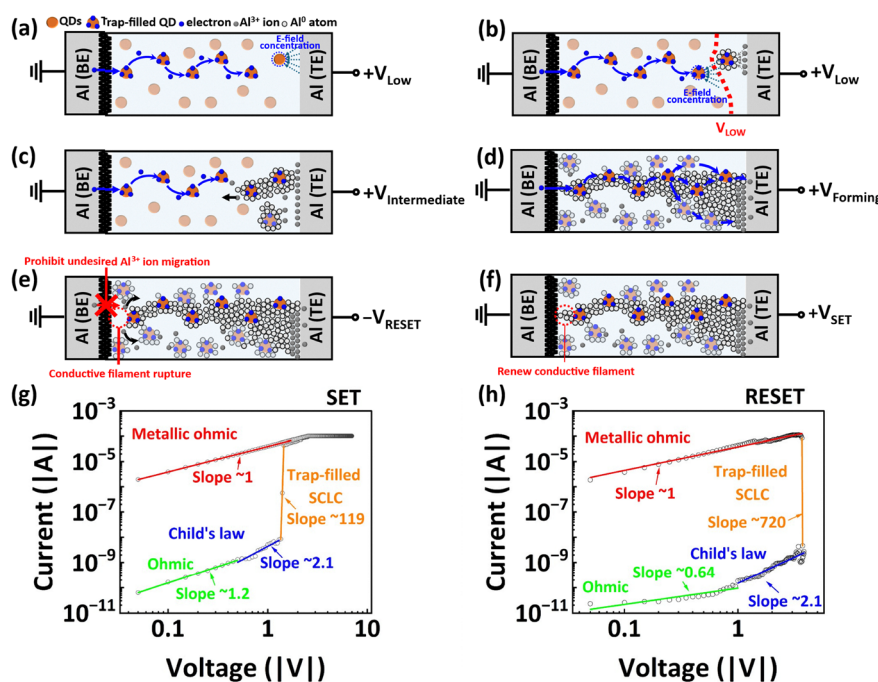 (a)
QDs
Trap-filled QD
electron
Al3+ ion
Al0 atom
Al (BE)
E-field
concentration
Al (TE)
+VLow
(b)
Al (BE)
E-field
concentration
VLOW
Al (TE)
+VLow
(c)
Al (BE)
Al (TE)
+VIntermediate
(d)
Al (BE)
Al (TE)
+VForming
Prohibit undesired Al3+ ion migration
(e)
Al (BE)
Al (TE)
−VRESET
Conductive filament rupture
(f)
Al (BE)
Al (TE)
+VSET
Renew conductive filament
(g)
SET
Current (|A|)
10−3
10−5
10−7
10−9
10−11
Metallic ohmic
Slope ~1
Trap-filled
SCLC
Slope ~119
Child's law
Slope ~2.1
Ohmic
Slope ~1.2
0.1
1
10
Voltage (|V|)
(h)
RESET
Current (|A|)
10−3
10−5
10−7
10−9
10−11
Metallic ohmic
Slope ~1
Trap-filled
SCLC
Slope ~720
Child's law
Slope ~0.64
Ohmic
Slope ~2.1
0.1
1
Voltage (|V|)